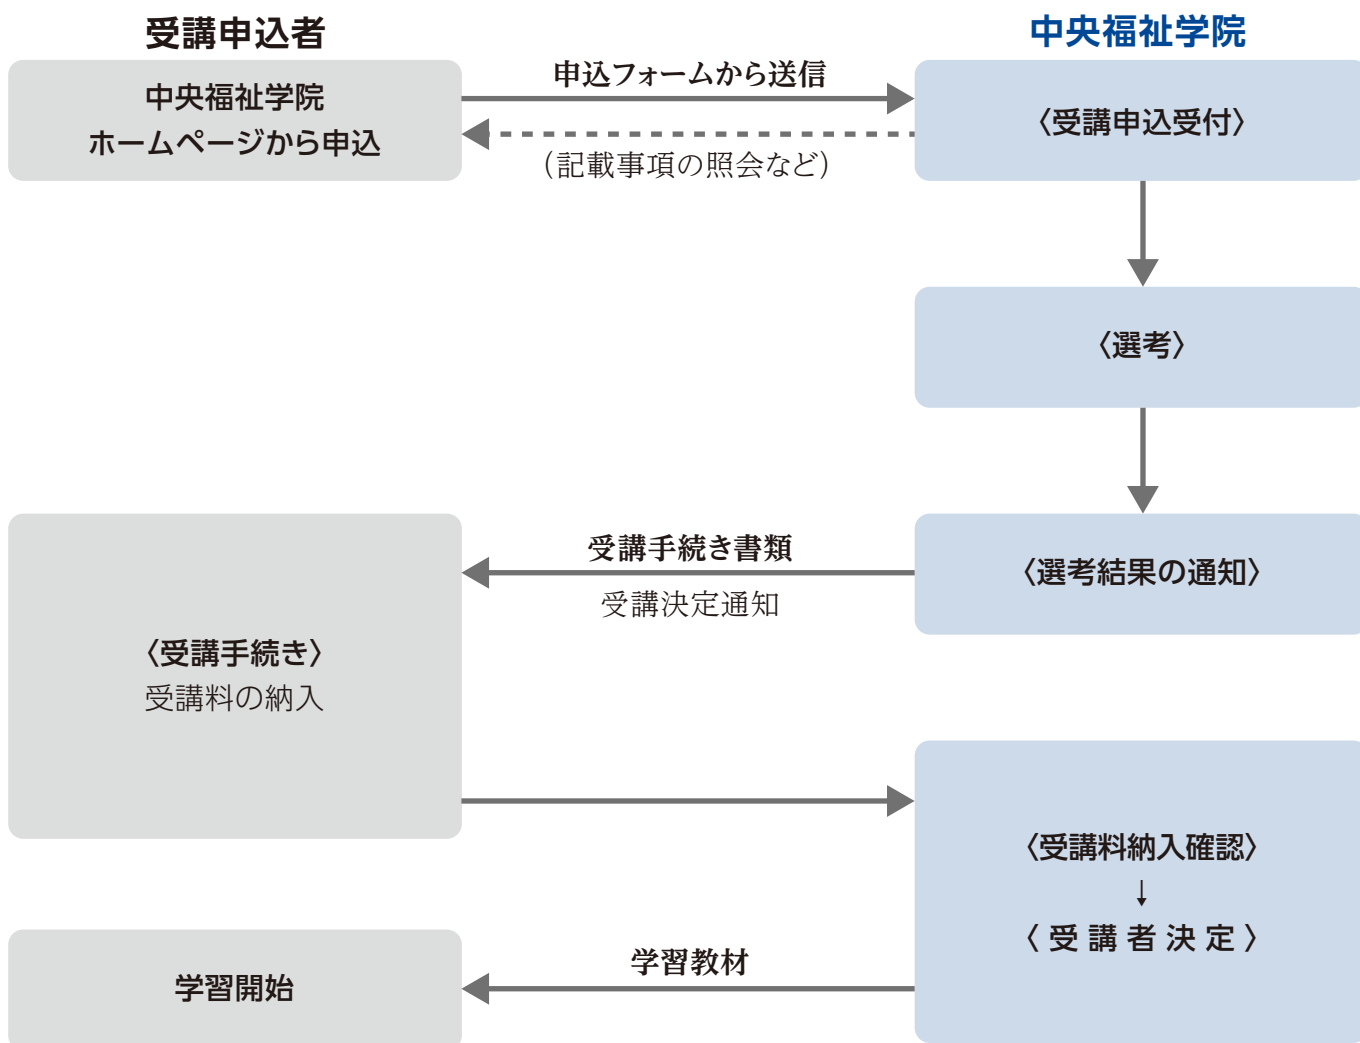 受講申込者
中央福祉学院
中央福祉学院
ホームページから申込
申込フォームから送信
（記載事項の照会など）
〈受講申込受付〉
〈選考〉
〈選考結果の通知〉
受講手続き書類
受講決定通知
〈受講手続き〉
受講料の納入
〈受講料納入確認〉
↓
〈受講者決定〉
学習教材
学習開始